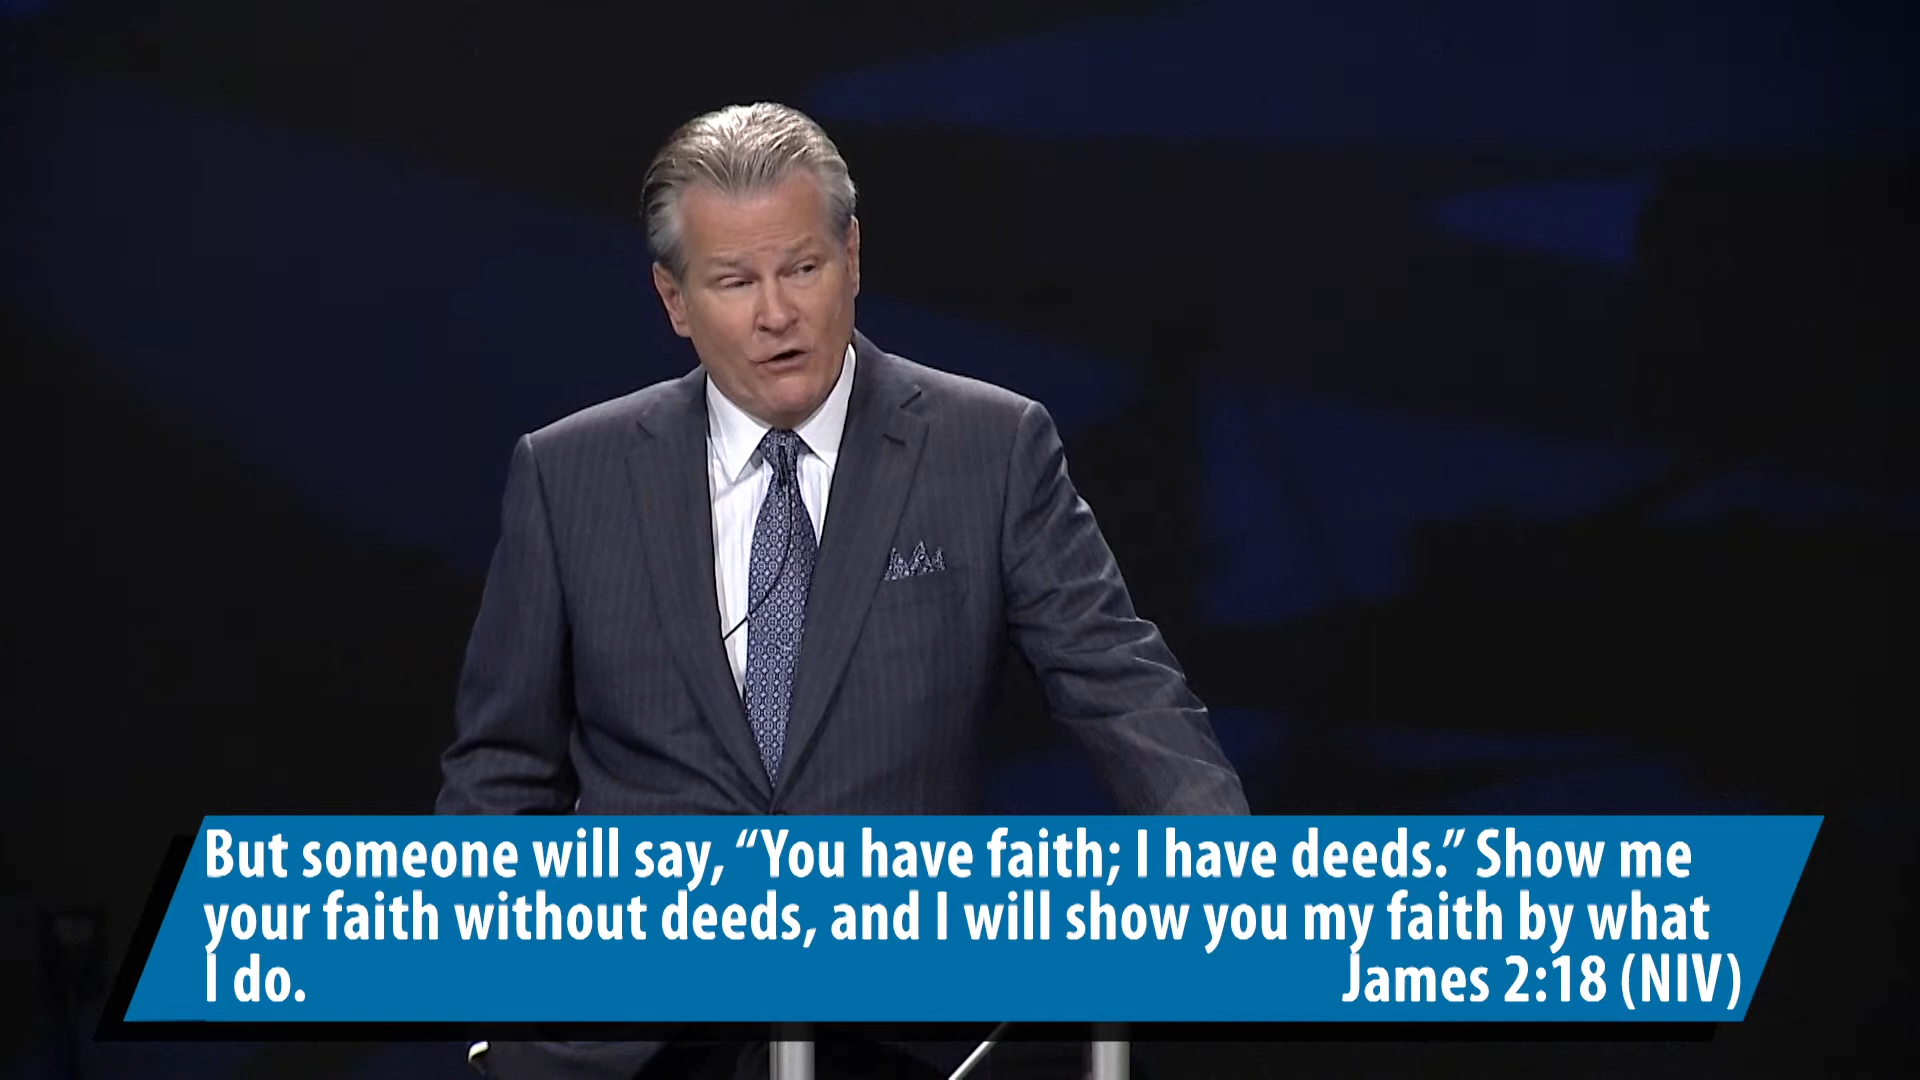 But someone will say, “You have faith; I have deeds.” Show me
your faith without deeds, and I will show you my faith by what
I do. James 2:18 (NIV)